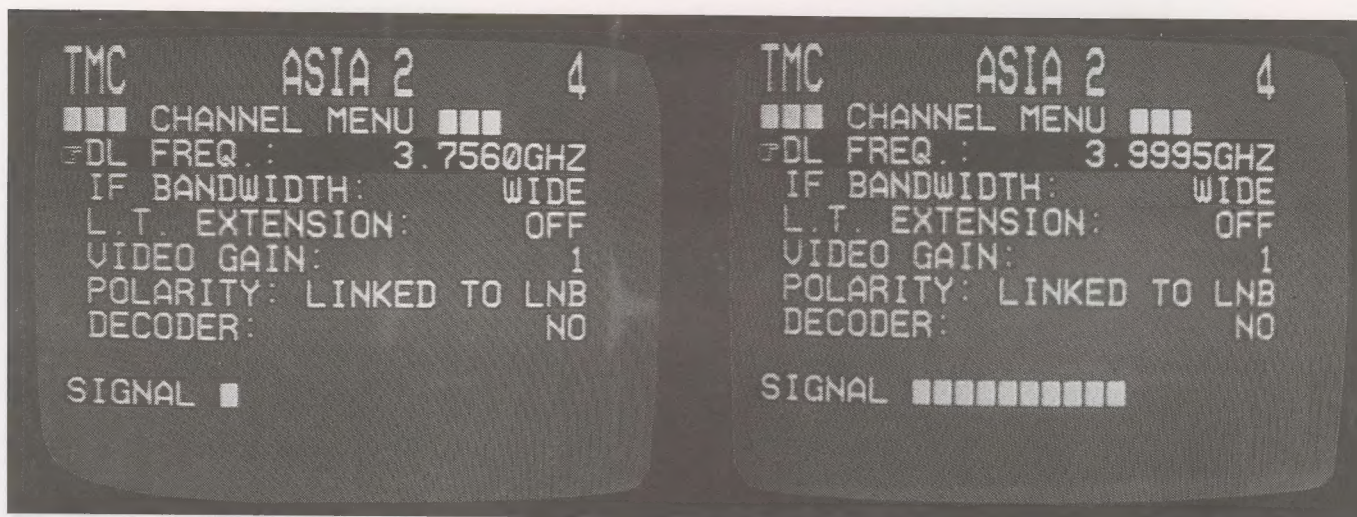 TMC ASIA 2 4
CHANNEL MENU
DL FREQ.: 3.7560GHZ
IF BANDWIDTH: WIDE
L.T. EXTENSION: OFF
VIDEO GAIN: 1
POLARITY: LINKED TO LNB
DECODER: NO
SIGNAL
TMC ASIA 2 4
CHANNEL MENU
DL FREQ.: 3.9995GHZ
IF BANDWIDTH: WIDE
L.T. EXTENSION: OFF
VIDEO GAIN: 1
POLARITY: LINKED TO LNB
DECODER: NO
SIGNAL